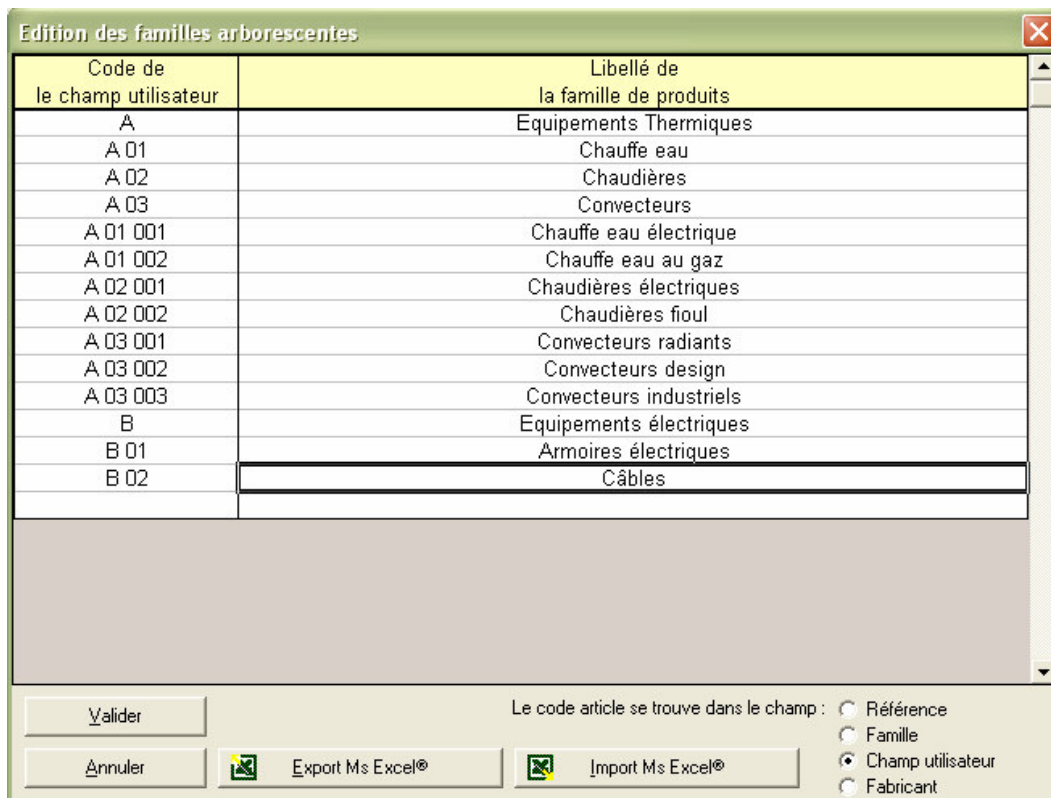 Edition des familles arborescentes
Code de
le champ utilisateur
Libellé de
la famille de produits
A Equipements Thermiques
A 01 Chauffe eau
A 02 Chaudières
A 03 Convecteurs
A 01 001 Chauffe eau électrique
A 01 002 Chauffe eau au gaz
A 02 001 Chaudières électriques
A 02 002 Chaudières fioul
A 03 001 Convecteurs radiants
A 03 002 Convecteurs design
A 03 003 Convecteurs industriels
B Equipements électriques
B 01 Armoires électriques
B 02 Câbles
Valider
Annuler
Export Ms Excel®
Import Ms Excel®
Le code article se trouve dans le champ :
Référence
Famille
Champ utilisateur
Fabricant